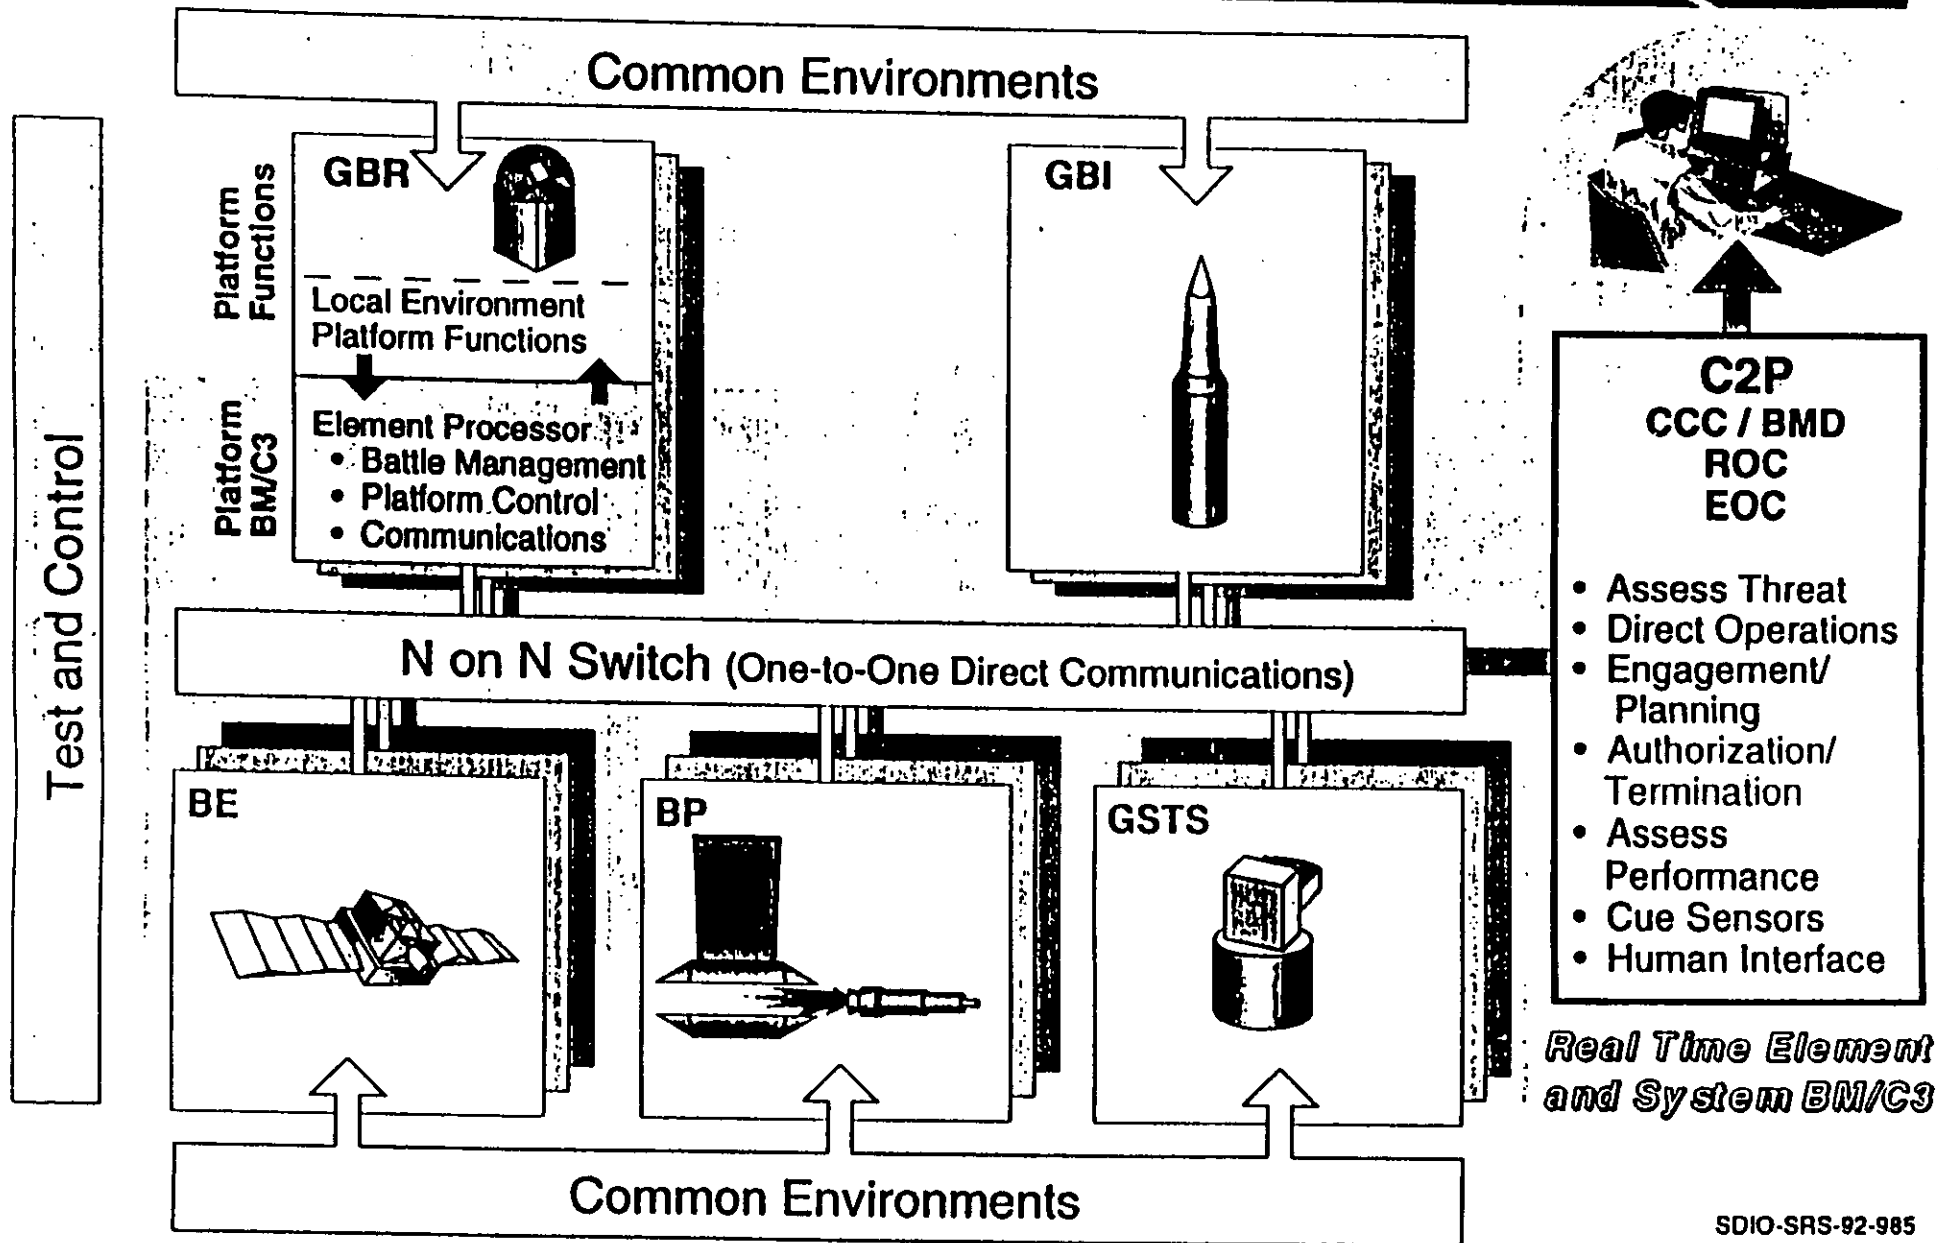 Common Environments
Test and Control
Platform
Functions
GBR
Local Environment
Platform Functions
Platform
BM/C3
Element Processor
• Battle Management
• Platform Control
• Communications
GBI
N on N Switch (One-to-One Direct Communications)
BE
BP
GSTS
Common Environments
C2P
CCC / BMD
ROC
EOC
• Assess Threat
• Direct Operations
• Engagement/
Planning
• Authorization/
Termination
• Assess
Performance
• Cue Sensors
• Human Interface
Real Time Element
and System BM/C3
SDIO-SRS-92-985